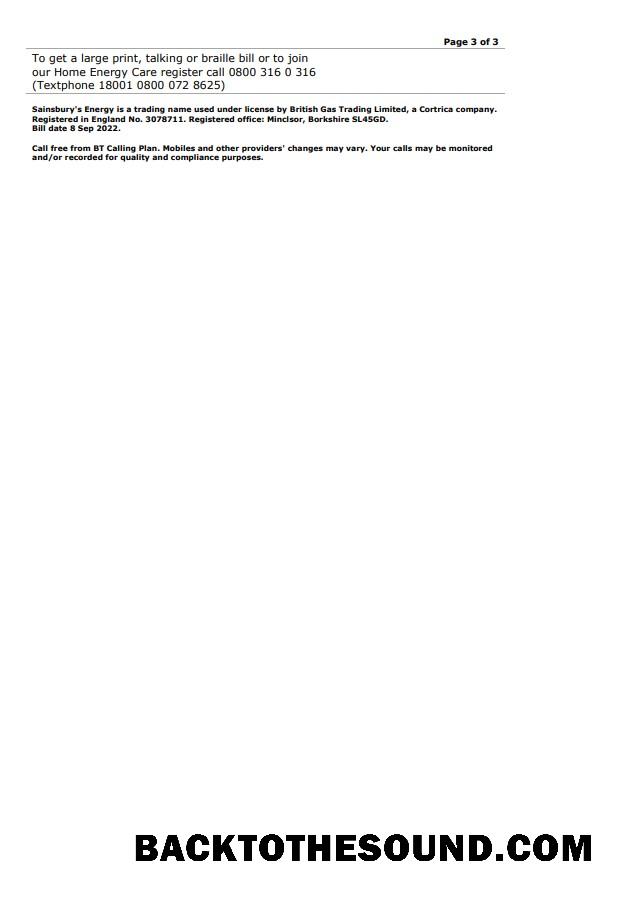 Page 3 of 3
To get a large print, talking or braille bill or to join
our Home Energy Care register call 0800 316 0 316
(Textphone 18001 0800 072 8625)
Sainsbury's Energy is a trading name used under license by British Gas Trading Limited, a Cortrica company.
Registered in England No. 3078711. Registered office: Minclsor, Borkshire SL45GD.
Bill date 8 Sep 2022.
Call free from BT Calling Plan. Mobiles and other providers' changes may vary. Your calls may be monitored
and/or recorded for quality and compliance purposes.
BACKTOTHESOUND.COM